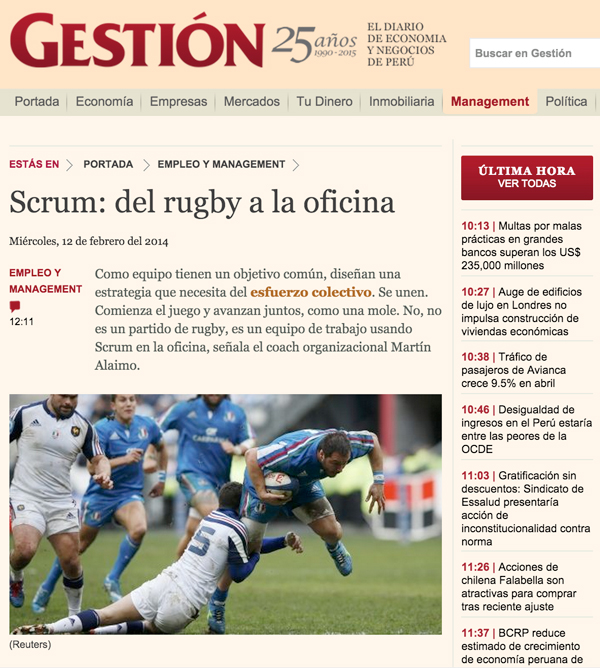 GESTIÓN
25 años
1990-2015
EL DIARIO
DE ECONOMIA
Y NEGOCIOS
DE PERÚ
Buscar en Gestión
Portada
Economía
Empresas
Mercados
Tu Dinero
Inmobiliaria
Management
Política
ESTÁS EN
PORTADA
EMPLEO Y MANAGEMENT
Scrum: del rugby a la oficina
Miércoles, 12 de febrero del 2014
EMPLEO Y
MANAGEMENT
12:11
Como equipo tienen un objetivo común, diseñan una
estrategia que necesita del esfuerzo colectivo. Se unen.
Comienza el juego y avanzan juntos, como una mole. No, no
es un partido de rugby, es un equipo de trabajo usando
Scrum en la oficina, señala el coach organizacional Martín
Alaimo.
5
(Reuters)
ÚLTIMA HORA
VER TODAS
10:13 | Multas por malas
prácticas en grandes
bancos superan los US$
235,000 millones
10:27 | Auge de edificios
de lujo en Londres no
impulsa construcción de
viviendas económicas
10:38 | Tráfico de
pasajeros de Avianca
crece 9.5% en abril
10:46 | Desigualdad de
ingresos en el Perú estaría
entre las peores de la
OCDE
11:03 | Gratificación sin
descuentos: Sindicato de
Essalud presentaría
acción de
inconstitucionalidad contra
norma
11:26 | Acciones de
chilena Falabella son
atractivas para comprar
tras reciente ajuste
11:37 | BCRP reduce
estimado de crecimiento
de economía peruana de